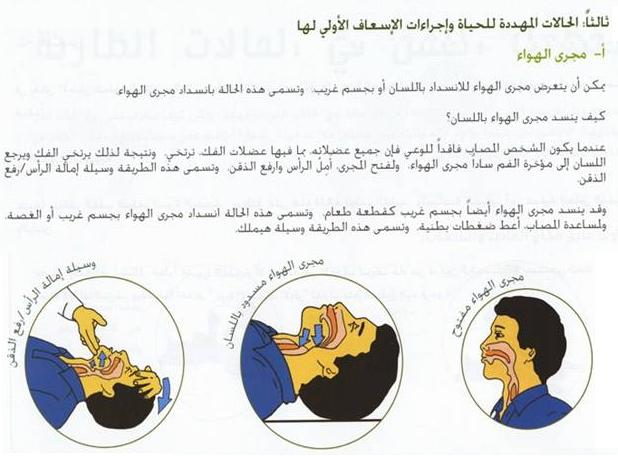 ثالثاً: الحالات المهددة للحياة وإجراءات الإسعاف الأولي لها
أ- مجرى الهواء
يمكن أن يتعرض مجرى الهواء للانسداد باللسان أو بجسم غريب. وتسمى هذه الحالة بانسداد مجرى الهواء.
كيف ينسد مجرى الهواء باللسان؟
عندما يكون الشخص المصاب فاقداً للوعي فإن جميع عضلاته. بما فيها عضلات الفك. ترتخي. ونتيجة لذلك يرتخي الفك ويرجع
اللسان إلى مؤخرة الفم ساداً مجرى الهواء. ولفتح المجرى. أمِل الرأس وارفع الذقن. وتسمى هذه الطريقة وسيلة إمالة الرأس/رفع
الذقن.
وقد ينسد مجرى الهواء أيضاً بجسم غريب كقطعة طعام. وتسمى هذه الحالة انسداد مجرى الهواء بجسم غريب أو الغصة.
ولمساعدة المصاب. أعط ضغطات بطنية. وتسمى هذه الطريقة وسيلة هيملك.
مجرى الهواء مفتوح
مجرى الهواء مسدود باللسان
وسيلة إمالة الرأس/رفع الذقن